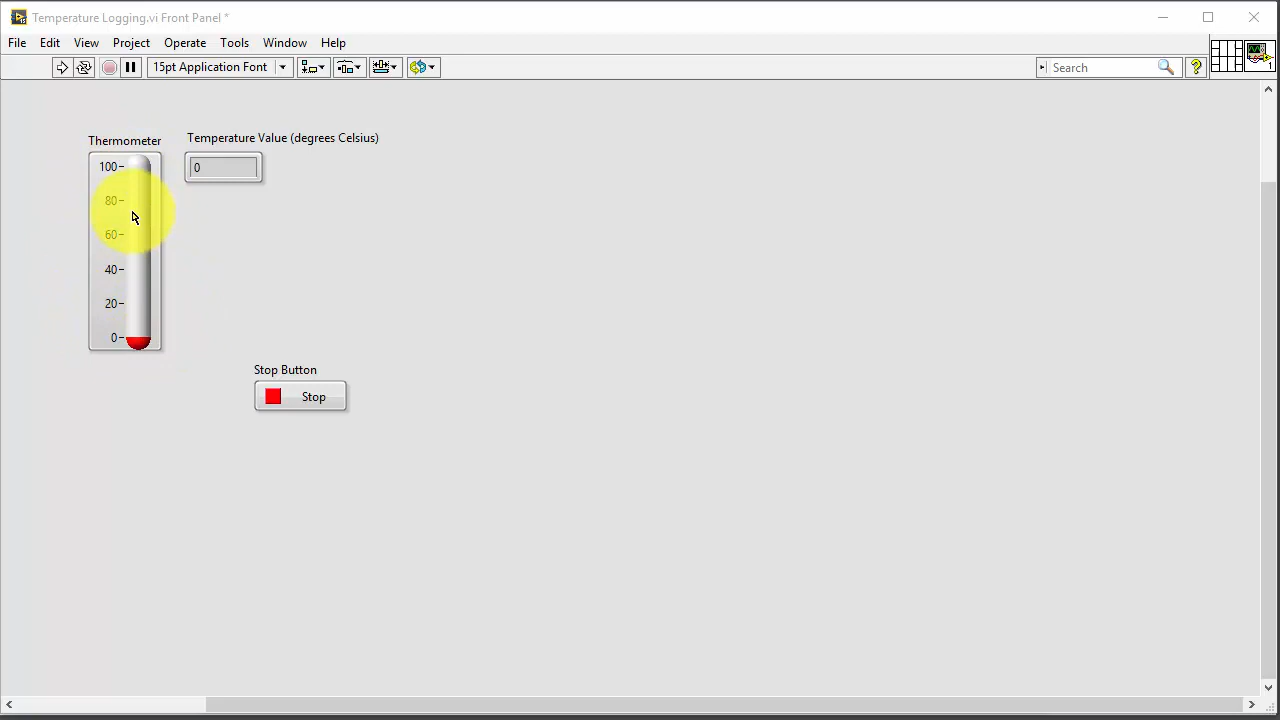 Temperature Logging.vi Front Panel *
File Edit View Project Operate Tools Window Help
15pt Application Font
Search
?
1
Thermometer
Temperature Value (degrees Celsius)
100
0
80
60
40
20
0
Stop Button
Stop